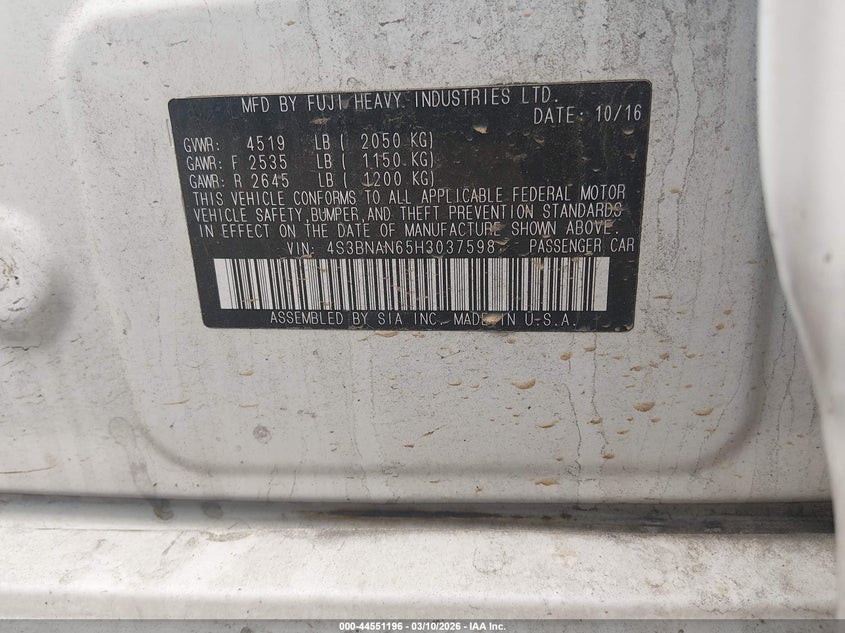 MFD BY FUJI HEAVY INDUSTRIES LTD.
DATE: 10/16
GVWR: 4519 LB ( 2050 KG)
GAWR: F 2535 LB ( 1150 KG)
GAWR: R 2645 LB ( 1200 KG)
THIS VEHICLE CONFORMS TO ALL APPLICABLE FEDERAL MOTOR
VEHICLE SAFETY,BUMPER,AND THEFT PREVENTION STANDARDS
IN EFFECT ON THE DATE OF MANUFACTURE SHOWN ABOVE.
VIN: 4S3BNAN65H3037598 PASSENGER CAR
ASSEMBLED BY SIA INC. MADE IN U.S.A.
000-44551196 - 03/10/2026 - IAA Inc.